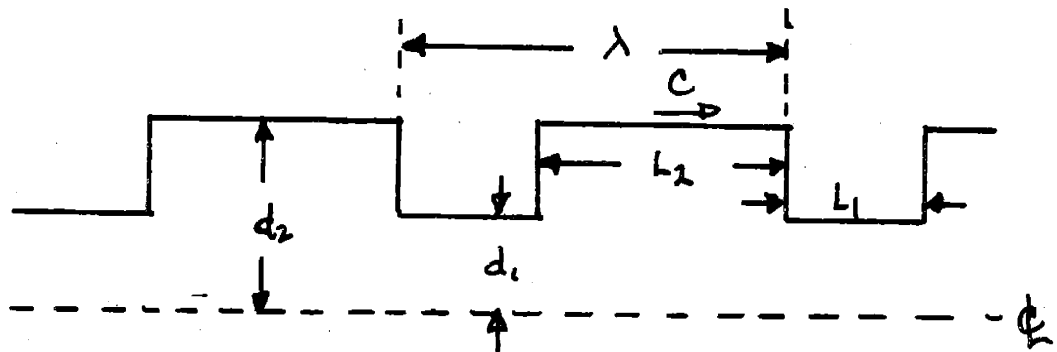 λ
C
L₂
L₁
d₂
d₁
℄